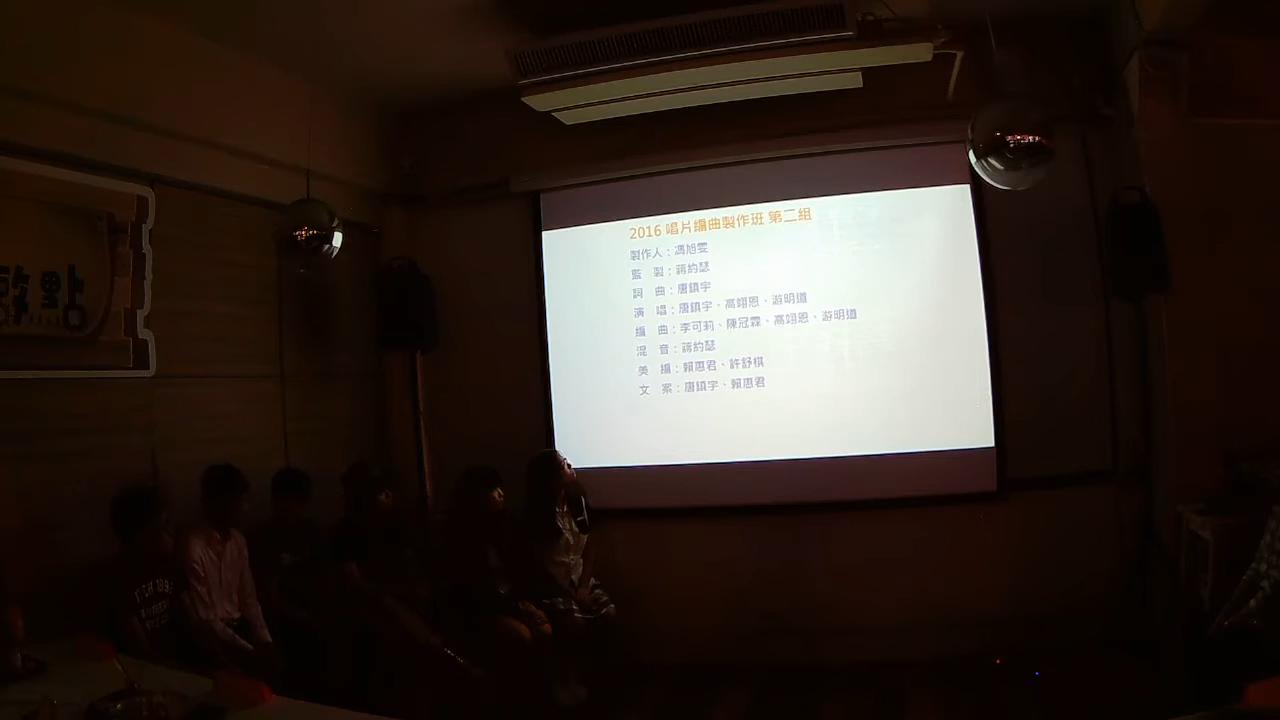 2016 唱片編曲製作班 第二組
製作人：馮旭雯
監 製：蔣約瑟
詞 曲：唐鎮宇
演 唱：唐鎮宇、高翊恩、游明道
編 曲：李可莉、陳冠霖、高翊恩、游明道
混 音：蔣約瑟
美 編：賴惠君、許舒棋
文 案：唐鎮宇、賴惠君
點